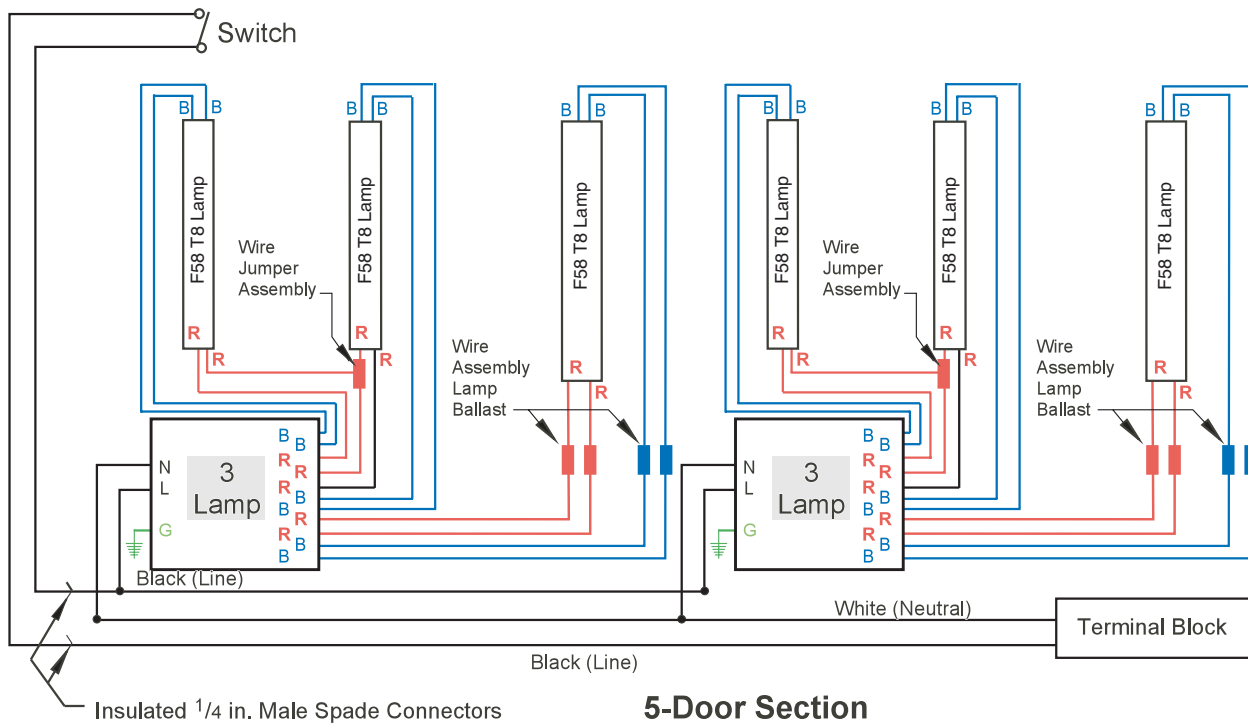 Switch
B B
B B
B B
B B
B B
B B
F58 T8 Lamp
F58 T8 Lamp
F58 T8 Lamp
F58 T8 Lamp
F58 T8 Lamp
F58 T8 Lamp
Wire
Jumper
Assembly
Wire
Jumper
Assembly
R
R
R
R
R
R
R
R
Wire
Assembly
Lamp
Ballast
R
R
Wire
Assembly
Lamp
Ballast
R
R
N
L
G
3
Lamp
B
B
R
R
R
B
B
R
R
B
B
N
L
G
3
Lamp
B
B
R
R
R
B
B
R
R
B
B
Black (Line)
White (Neutral)
Terminal Block
Black (Line)
Insulated 1/4 in. Male Spade Connectors
5-Door Section